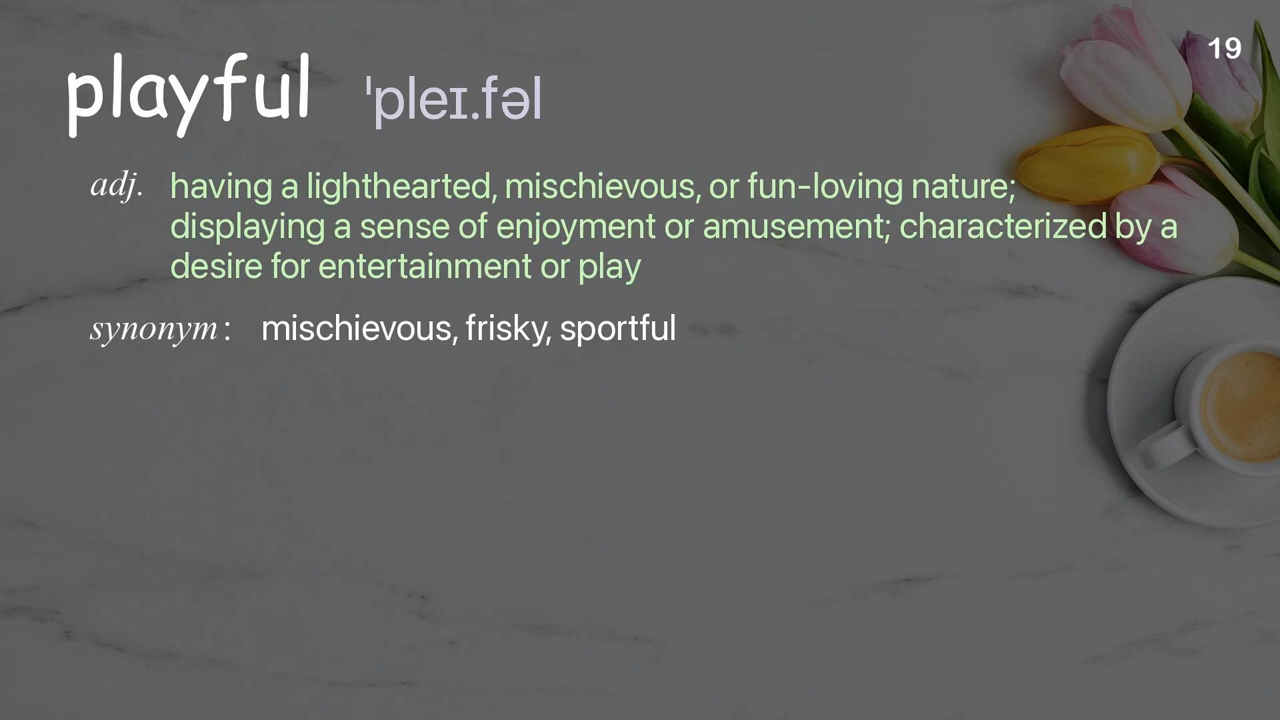 19
playful ˈpleɪ.fəl
adj. having a lighthearted, mischievous, or fun-loving nature;
displaying a sense of enjoyment or amusement; characterized by a
desire for entertainment or play
synonym: mischievous, frisky, sportful